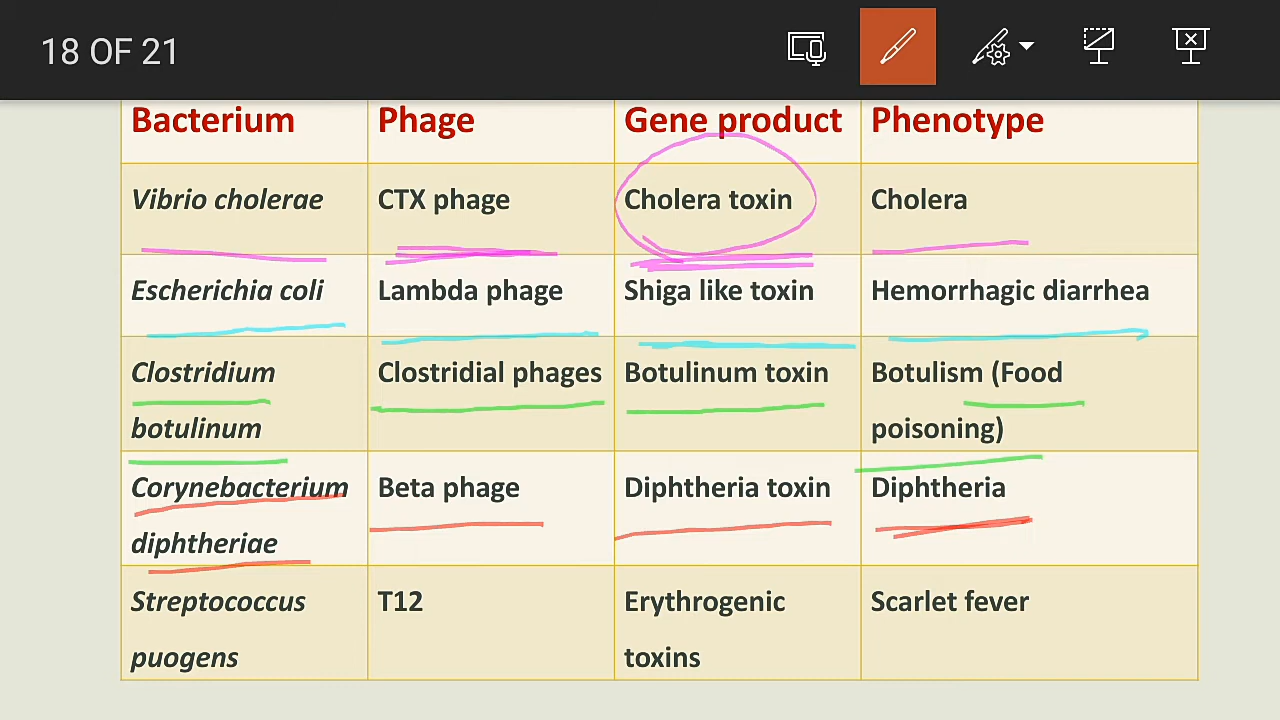 18 OF 21
Bacterium Phage Gene product Phenotype
Vibrio cholerae CTX phage Cholera toxin Cholera
Escherichia coli Lambda phage Shiga like toxin Hemorrhagic diarrhea
Clostridium Clostridial phages Botulinum toxin Botulism (Food
botulinum poisoning)
Corynebacterium Beta phage Diphtheria toxin Diphtheria
diphtheriae
Streptococcus T12 Erythrogenic Scarlet fever
puogens toxins